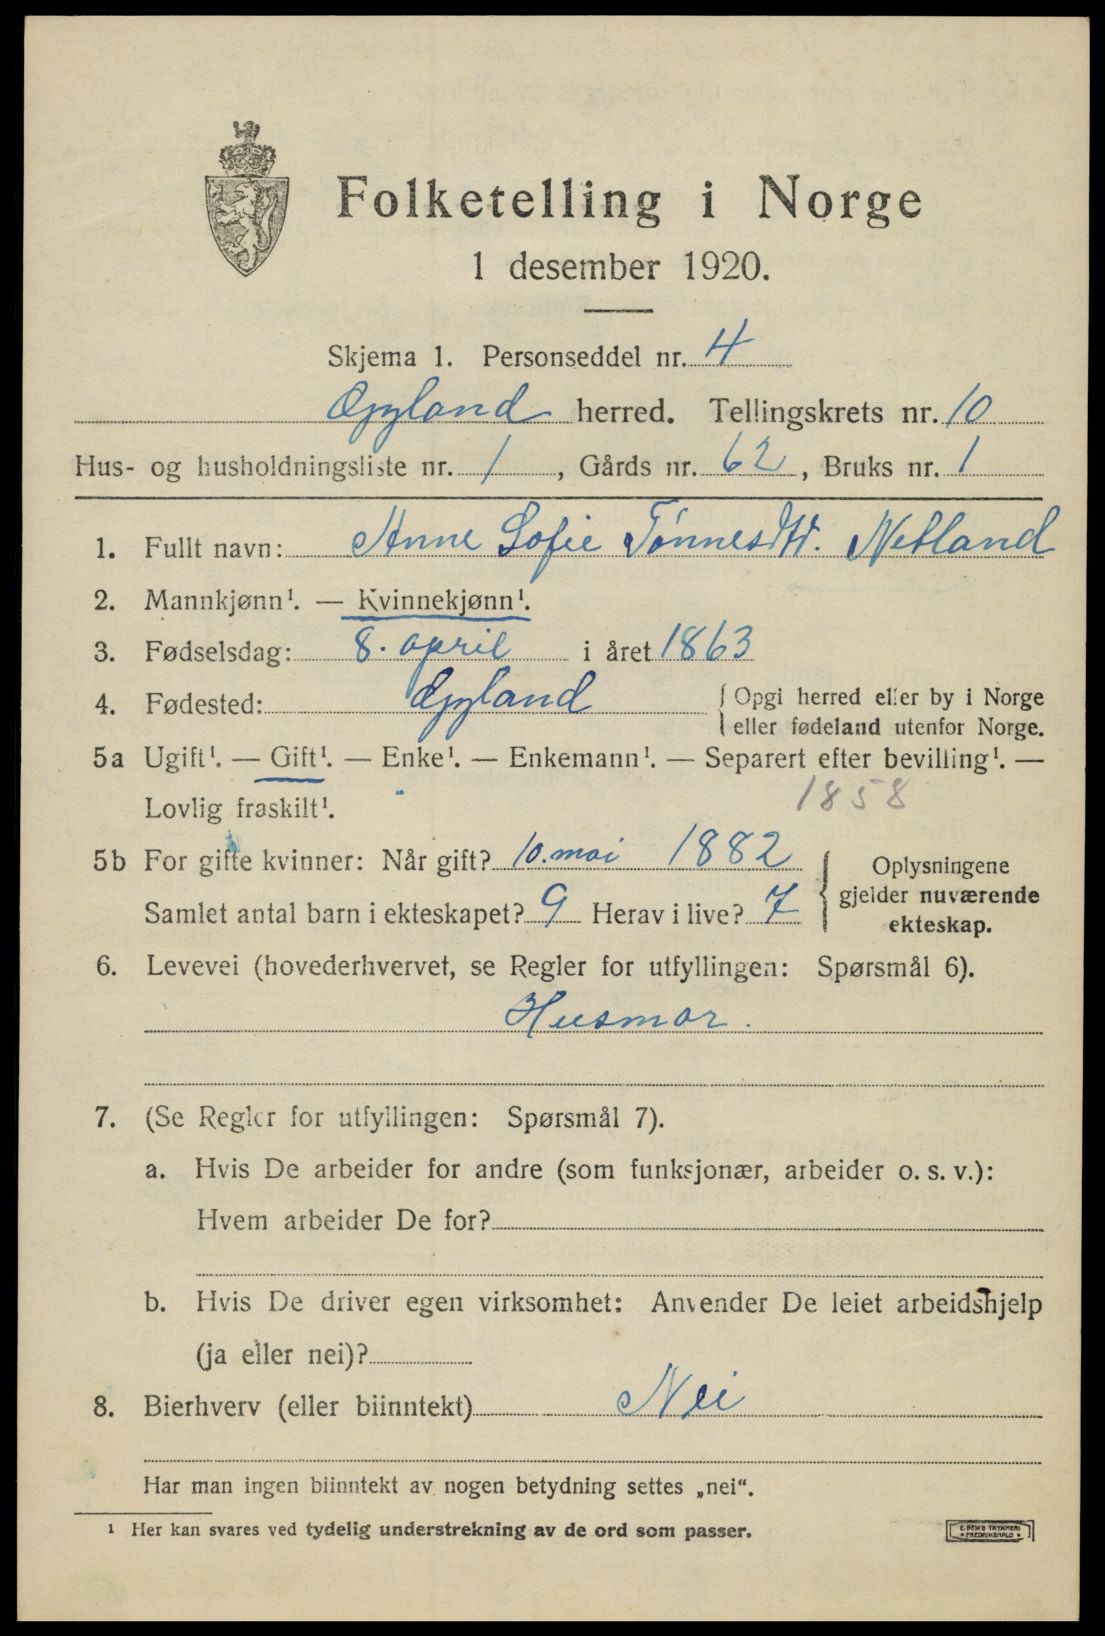 Folketelling i Norge
1 desember 1920.
Skjema 1. Personseddel nr. 4
Gyland herred. Tellingskrets nr. 10
Hus- og husholdningsliste nr. 1, Gårds nr. 62, Bruks nr. 1
1. Fullt navn: Anne Sofie Tønnesdtr. Netland
2. Mannkjønn¹. — Kvinnekjønn¹.
3. Fødselsdag: 8. april i året 1863
4. Fødested: Gyland { Opgi herred eller by i Norge
eller fødeland utenfor Norge.
5a Ugift¹. — Gift¹. — Enke¹. — Enkemann¹. — Separert efter bevilling¹. —
Lovlig fraskilt¹. 1858
5b For gifte kvinner: Når gift? 10. mai 1882
Samlet antal barn i ekteskapet? 9 Herav i live? 7
{ Oplysningene
gjelder nuværende
ekteskap.
6. Levevei (hovederhvervet, se Regler for utfyllingen: Spørsmål 6).
Husmor.
7. (Se Regler for utfyllingen: Spørsmål 7).
a. Hvis De arbeider for andre (som funksjonær, arbeider o. s. v.):
Hvem arbeider De for?
b. Hvis De driver egen virksomhet: Anvender De leiet arbeidshjelp
(ja eller nei)?
8. Bierhverv (eller biinntekt) Nei
Har man ingen biinntekt av nogen betydning settes „nei“.
¹ Her kan svares ved tydelig understrekning av de ord som passer.
E. SEM'S TRYKKERI
FREDRIKSHALD